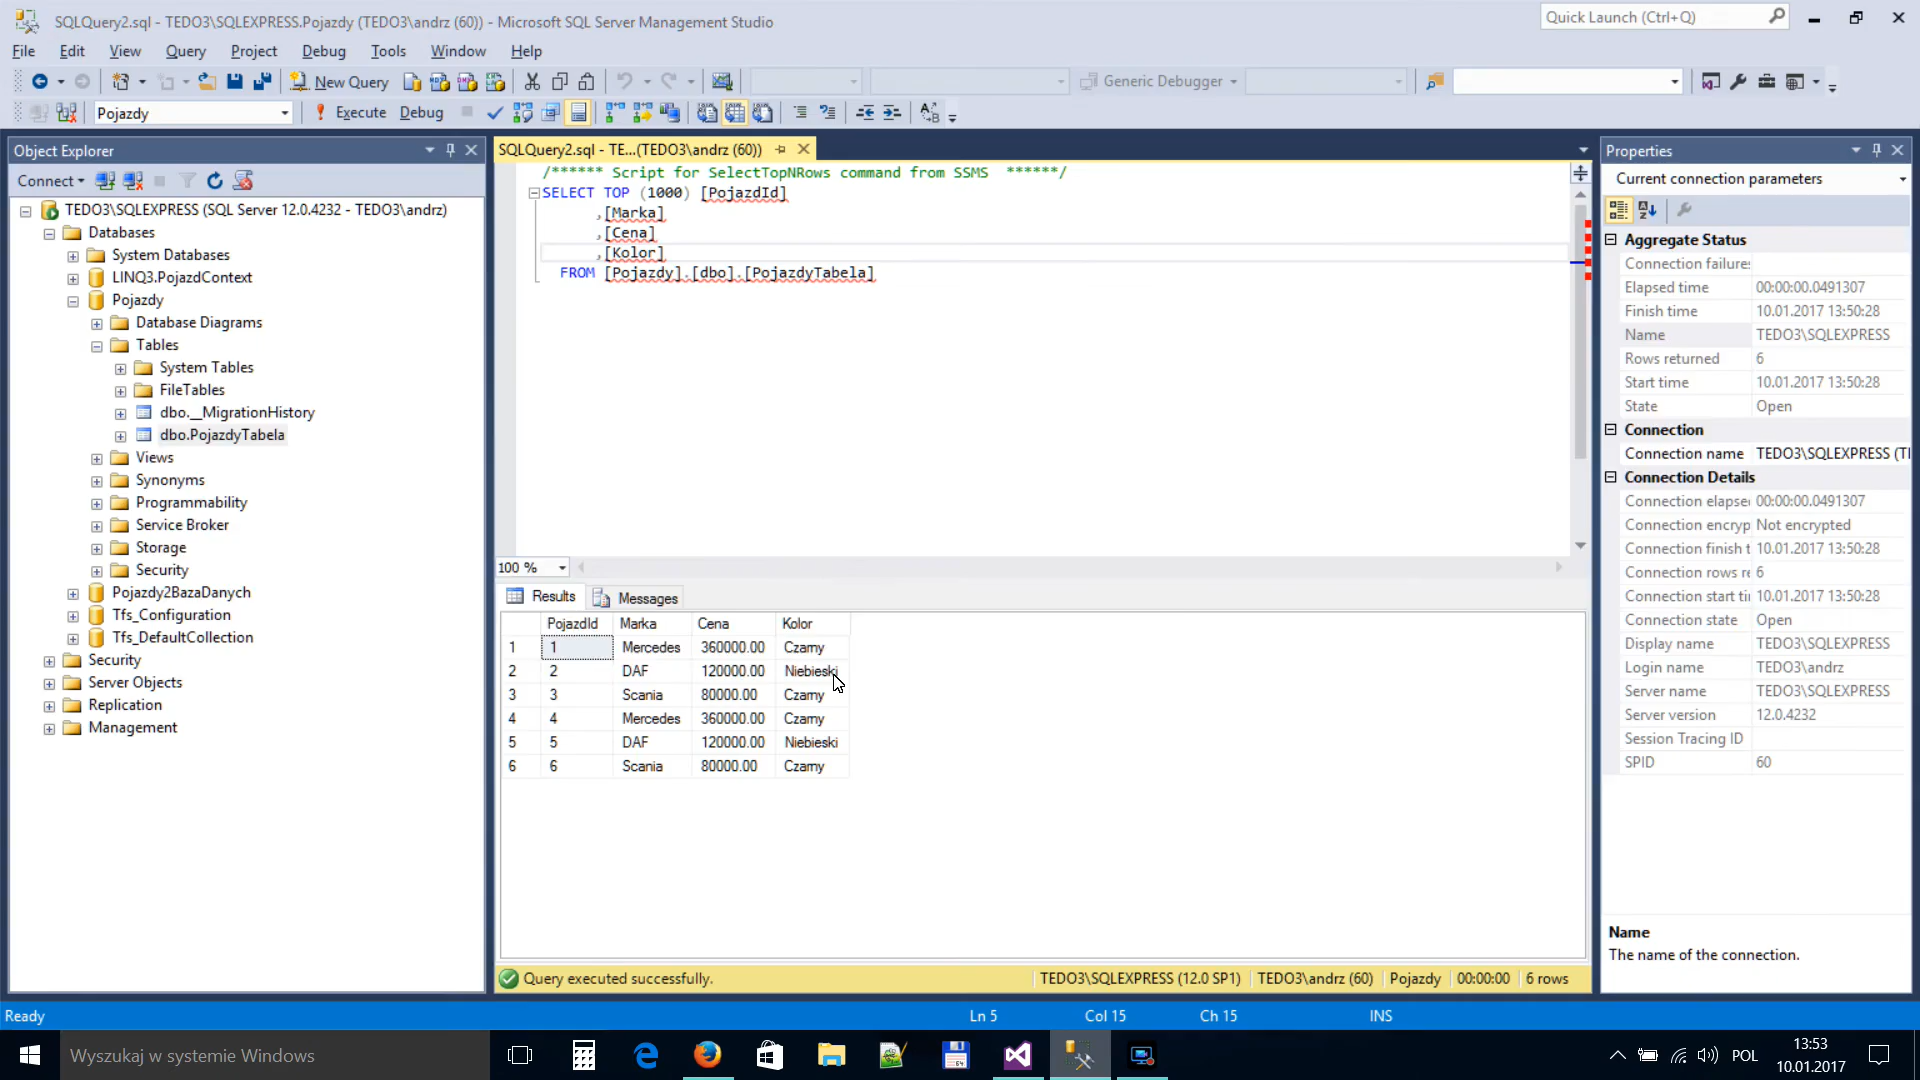 SQLQuery2.sql - TEDO3\SQLEXPRESS.Pojazdy (TEDO3\andrz (60)) - Microsoft SQL Server Management Studio
Quick Launch (Ctrl+Q)
File Edit View Query Project Debug Tools Window Help
New Query
Generic Debugger
Pojazdy
Execute Debug
Object Explorer
Connect
TEDO3\SQLEXPRESS (SQL Server 12.0.4232 - TEDO3\andrz)
Databases
System Databases
LINQ3.PojazdContext
Pojazdy
Database Diagrams
Tables
System Tables
FileTables
dbo.__MigrationHistory
dbo.PojazdyTabela
Views
Synonyms
Programmability
Service Broker
Storage
Security
Pojazdy2BazaDanych
Tfs_Configuration
Tfs_DefaultCollection
Security
Server Objects
Replication
Management
SQLQuery2.sql - TE...(TEDO3\andrz (60))
/****** Script for SelectTopNRows command from SSMS  ******/
SELECT TOP (1000) [PojazdId]
,[Marka]
,[Cena]
,[Kolor]
FROM [Pojazdy].[dbo].[PojazdyTabela]
100 %
Results Messages
PojazdId Marka Cena Kolor
1 1 Mercedes 360000.00 Czarny
2 2 DAF 120000.00 Niebieski
3 3 Scania 80000.00 Czarny
4 4 Mercedes 360000.00 Czarny
5 5 DAF 120000.00 Niebieski
6 6 Scania 80000.00 Czarny
Query executed successfully.
TEDO3\SQLEXPRESS (12.0 SP1) TEDO3\andrz (60) Pojazdy 00:00:00 6 rows
Properties
Current connection parameters
Aggregate Status
Connection failures
Elapsed time 00:00:00.0491307
Finish time 10.01.2017 13:50:28
Name TEDO3\SQLEXPRESS
Rows returned 6
Start time 10.01.2017 13:50:28
State Open
Connection
Connection name TEDO3\SQLEXPRESS (TI
Connection Details
Connection elapse 00:00:00.0491307
Connection encryp Not encrypted
Connection finish t 10.01.2017 13:50:28
Connection rows re 6
Connection start ti 10.01.2017 13:50:28
Connection state Open
Display name TEDO3\SQLEXPRESS
Login name TEDO3\andrz
Server name TEDO3\SQLEXPRESS
Server version 12.0.4232
Session Tracing ID
SPID 60
Name
The name of the connection.
Ready
Ln 5 Col 15 Ch 15 INS
Wyszukaj w systemie Windows
POL
13:53
10.01.2017